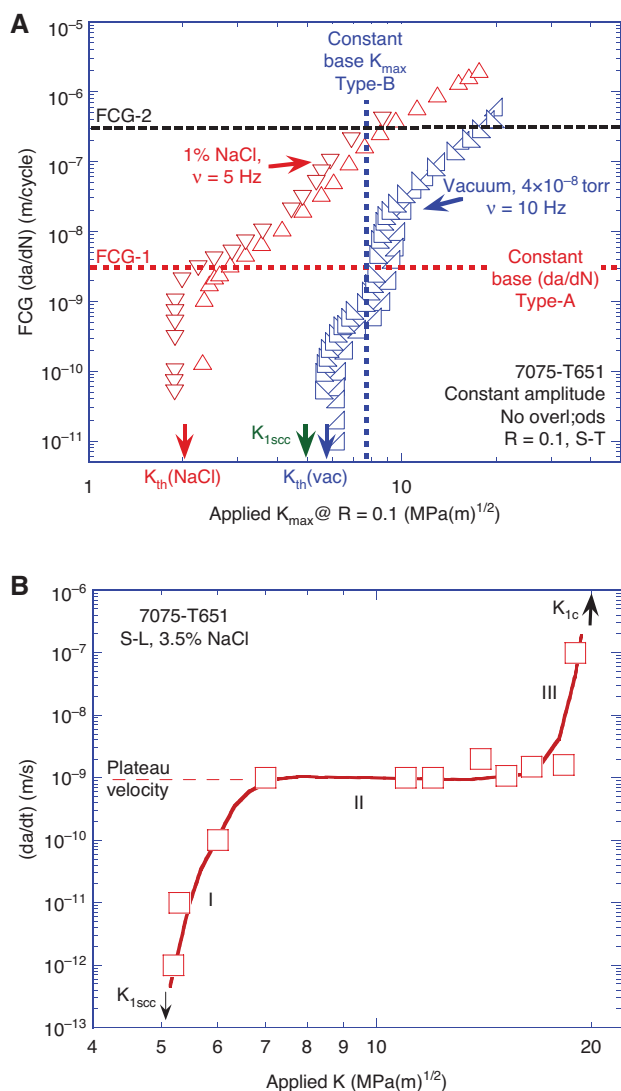 A
10⁻⁵
10⁻⁶
10⁻⁷
10⁻⁸
10⁻⁹
10⁻¹⁰
10⁻¹¹
FCG (da/dN) (m/cycle)
Constant
base Kmax
Type-B
FCG-2
1% NaCl,
ν = 5 Hz
Vacuum, 4×10⁻⁸ torr
ν = 10 Hz
FCG-1
Constant
base (da/dN)
Type-A
7075-T651
Constant amplitude
No overl;ods
R = 0.1, S-T
K1scc
Kth(NaCl)
Kth(vac)
1
10
Applied Kmax@ R = 0.1 (MPa(m)¹/²)
B
10⁻⁶
10⁻⁷
10⁻⁸
10⁻⁹
10⁻¹⁰
10⁻¹¹
10⁻¹²
10⁻¹³
(da/dt) (m/s)
7075-T651
S-L, 3.5% NaCl
K1c
III
Plateau
velocity
II
I
K1scc
4
5
6
7
8
9
10
20
Applied K (MPa(m)¹/²)